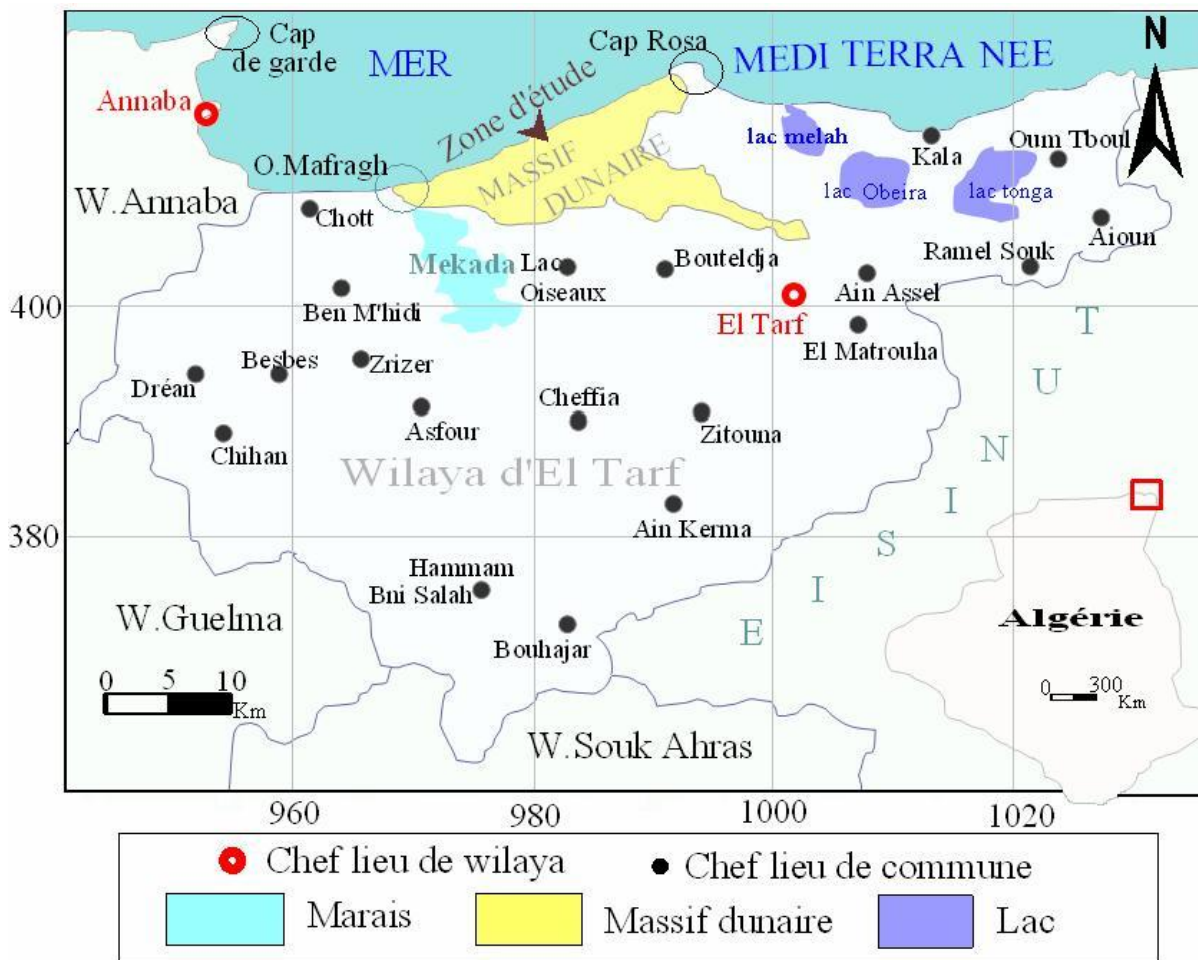 Cap
de garde
MER
Cap Rosa
MEDI TERRA NEE
N
Annaba
Zone d'étude
lac melah
Kala
Oum Tboul
O.Mafragh
MASSIF
DUNAIRE
lac Obeira
lac tonga
W.Annaba
Chott
Aioun
Mekada
Lac
Oiseaux
Bouteldja
Ramel Souk
Ain Assel
400
Ben M'hidi
El Tarf
El Matrouha
Besbes
Zrizer
Dréan
Cheffia
Asfour
Zitouna
Chihan
Wilaya d'El Tarf
Ain Kerma
380
Hammam
Bni Salah
Bouhajar
T
U
N
I
S
I
E
W.Guelma
Algérie
0 5 10
Km
0 300
Km
W.Souk Ahras
960 980 1000 1020
Chef lieu de wilaya
Chef lieu de commune
Marais
Massif dunaire
Lac